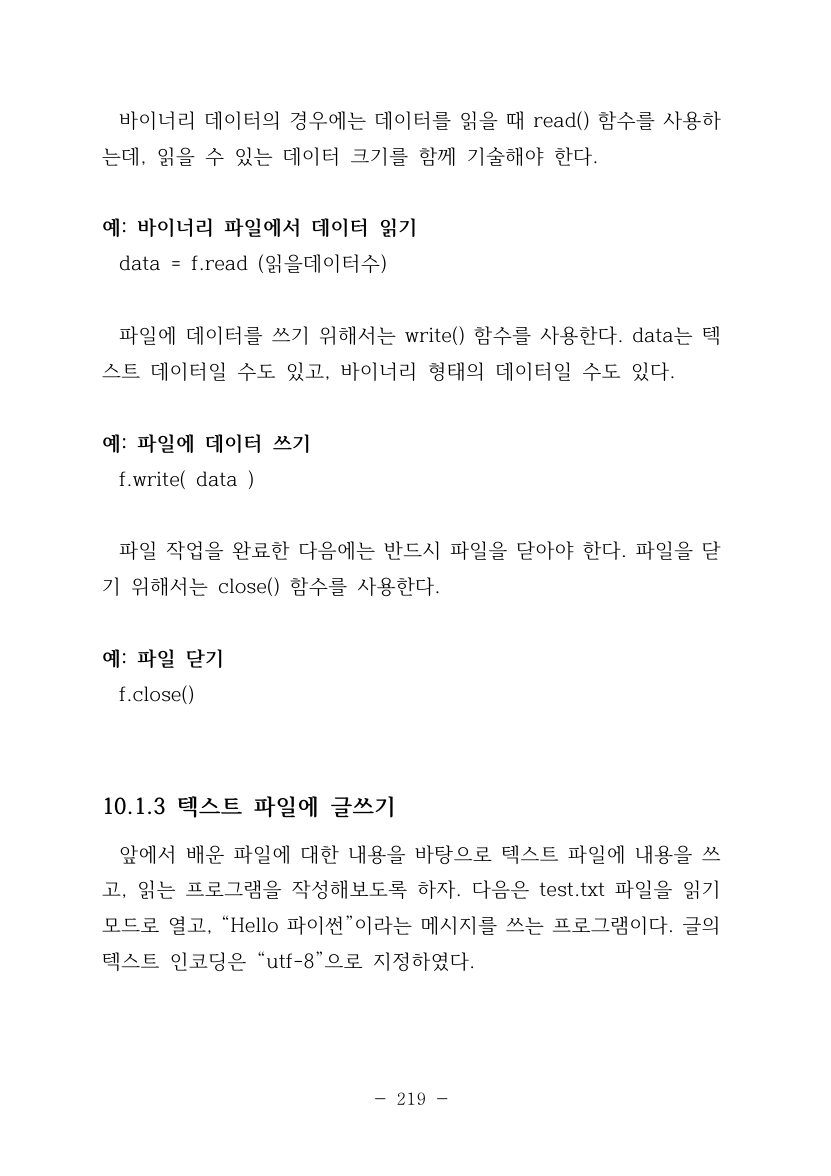 바이너리 데이터의 경우에는 데이터를 읽을 때 read() 함수를 사용하
는데, 읽을 수 있는 데이터 크기를 함께 기술해야 한다.
예: 바이너리 파일에서 데이터 읽기
data = f.read (읽을데이터수)
파일에 데이터를 쓰기 위해서는 write() 함수를 사용한다. data는 텍
스트 데이터일 수도 있고, 바이너리 형태의 데이터일 수도 있다.
예: 파일에 데이터 쓰기
f.write( data )
파일 작업을 완료한 다음에는 반드시 파일을 닫아야 한다. 파일을 닫
기 위해서는 close() 함수를 사용한다.
예: 파일 닫기
f.close()
10.1.3 텍스트 파일에 글쓰기
앞에서 배운 파일에 대한 내용을 바탕으로 텍스트 파일에 내용을 쓰
고, 읽는 프로그램을 작성해보도록 하자. 다음은 test.txt 파일을 읽기
모드로 열고, “Hello 파이썬”이라는 메시지를 쓰는 프로그램이다. 글의
텍스트 인코딩은 “utf-8”으로 지정하였다.
- 219 -